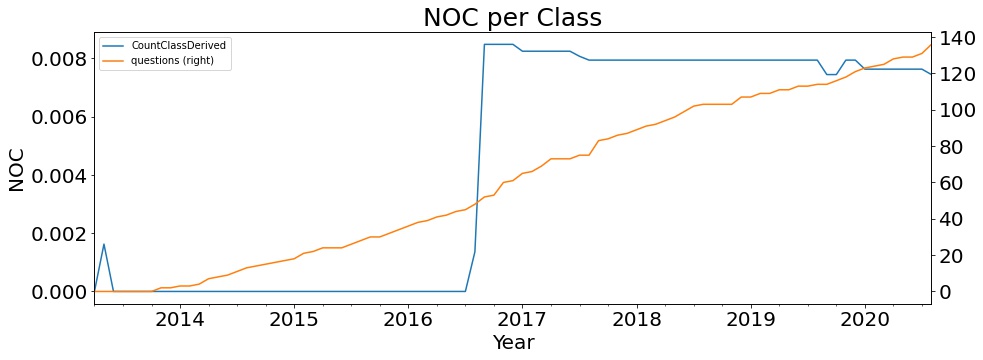 NOC per Class
CountClassDerived
questions (right)
0.008
0.006
0.004
0.002
0.000
NOC
140
120
100
80
60
40
20
0
2014 2015 2016 2017 2018 2019 2020
Year